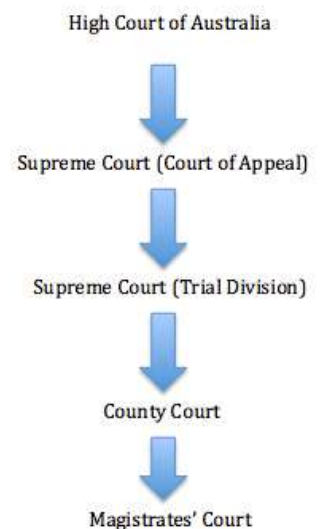 High Court of Australia
Supreme Court (Court of Appeal)
Supreme Court (Trial Division)
County Court
Magistrates' Court